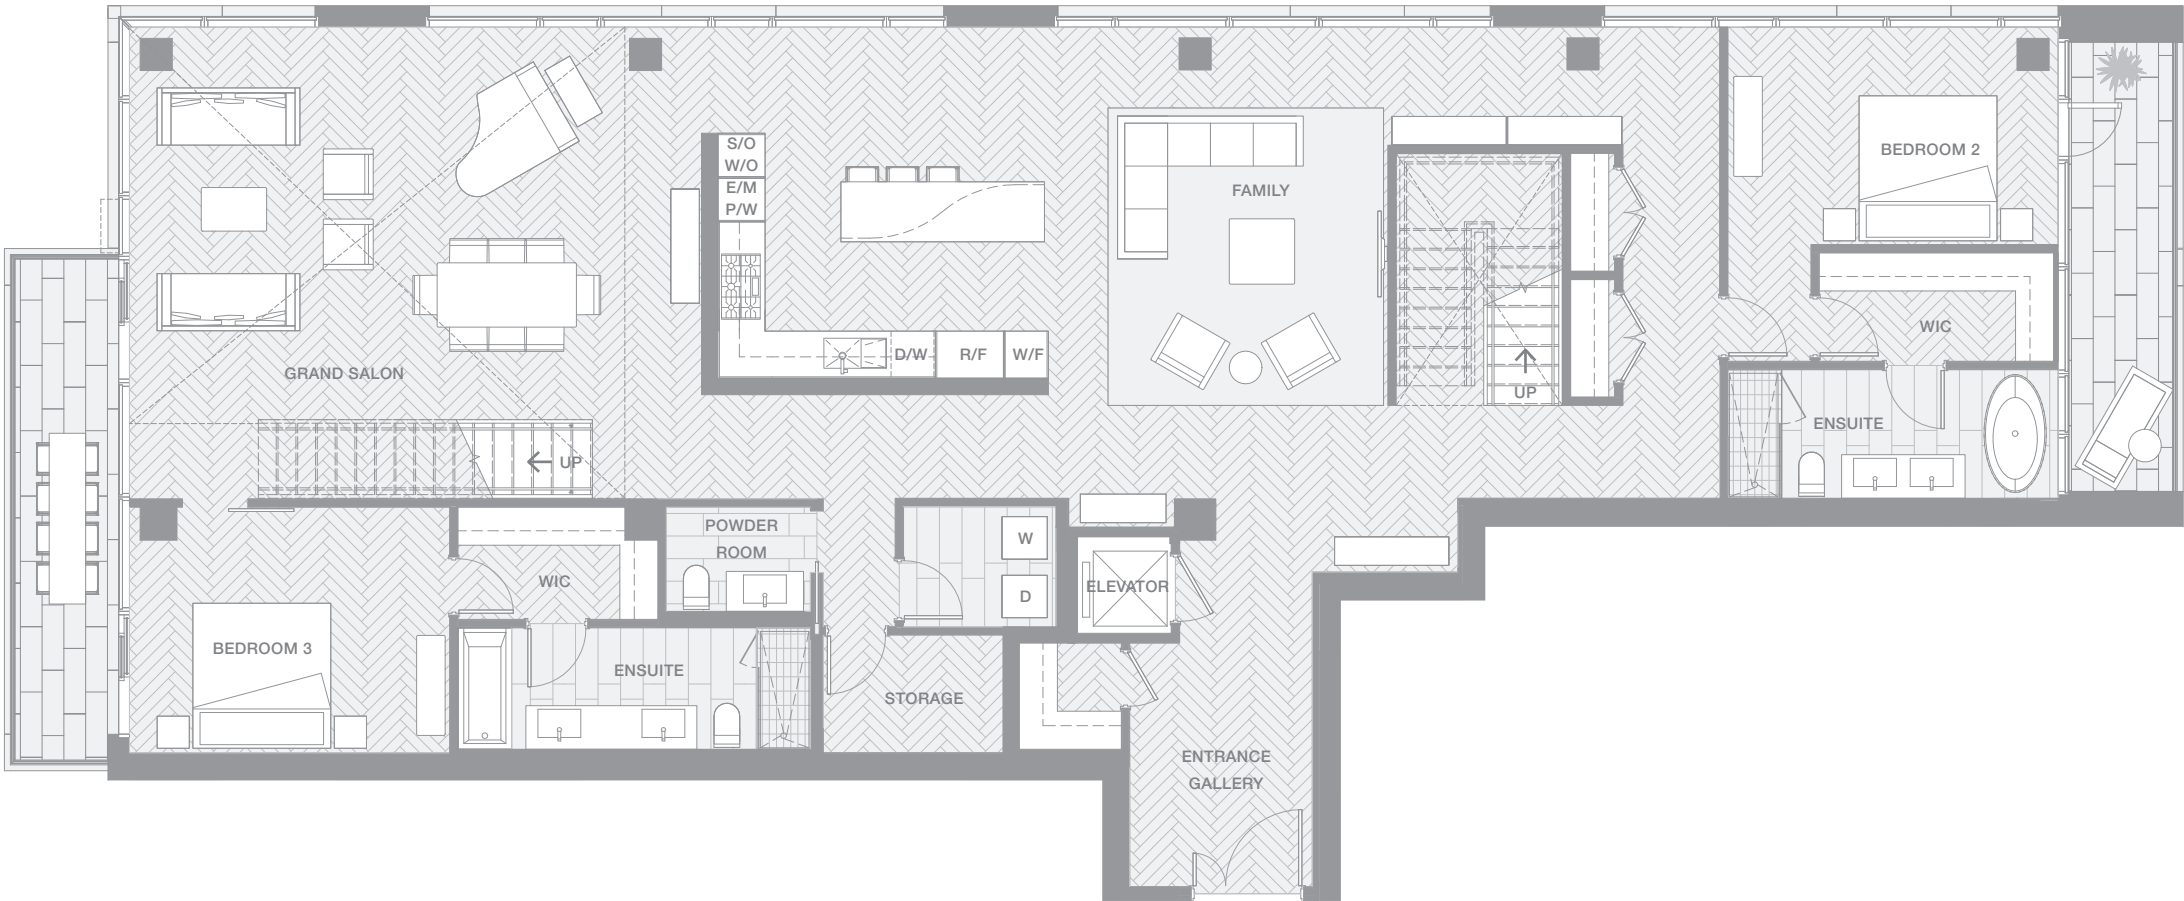 S/O
W/O
E/M
P/W
BEDROOM 2
FAMILY
WIC
D/W
R/F
W/F
GRAND SALON
UP
ENSUITE
UP
POWDER
ROOM
W
WIC
ELEVATOR
D
BEDROOM 3
ENSUITE
STORAGE
ENTRANCE
GALLERY